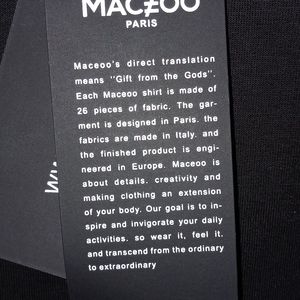 MACEOO
PARIS
Maceoo's direct translation
means "Gift from the Gods".
Each Maceoo shirt is made of
26 pieces of fabric. The gar-
ment is designed in Paris. the
fabrics are made in Italy. and
the finished product is engi-
neered in Europe. Maceoo is
about details. creativity and
making clothing an extension
of your body. Our goal is to in-
spire and invigorate your daily
activities. so wear it, feel it.
and transcend from the ordinary
to extraordinary